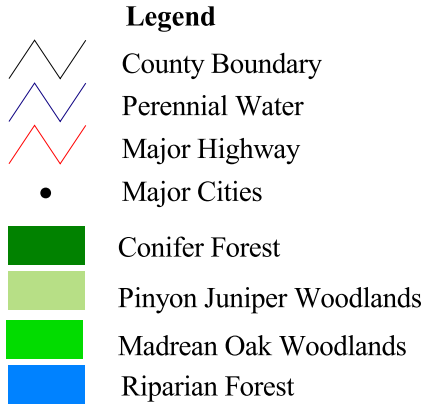 Legend
County Boundary
Perennial Water
Major Highway
Major Cities
Conifer Forest
Pinyon Juniper Woodlands
Madrean Oak Woodlands
Riparian Forest